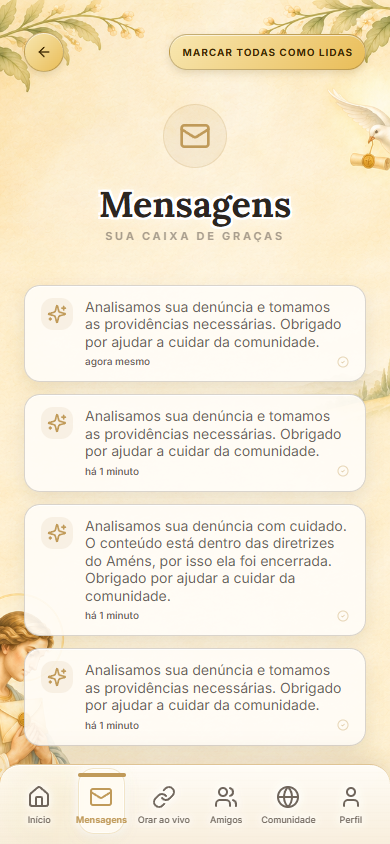 MARCAR TODAS COMO LIDAS
Mensagens
SUA CAIXA DE GRAÇAS
Analisamos sua denúncia e tomamos
as providências necessárias. Obrigado
por ajudar a cuidar da comunidade.
agora mesmo
Analisamos sua denúncia e tomamos
as providências necessárias. Obrigado
por ajudar a cuidar da comunidade.
há 1 minuto
Analisamos sua denúncia com cuidado.
O conteúdo está dentro das diretrizes
do Améns, por isso ela foi encerrada.
Obrigado por ajudar a cuidar da
comunidade.
há 1 minuto
Analisamos sua denúncia e tomamos
as providências necessárias. Obrigado
por ajudar a cuidar da comunidade.
há 1 minuto
Início
Mensagens
Orar ao vivo
Amigos
Comunidade
Perfil